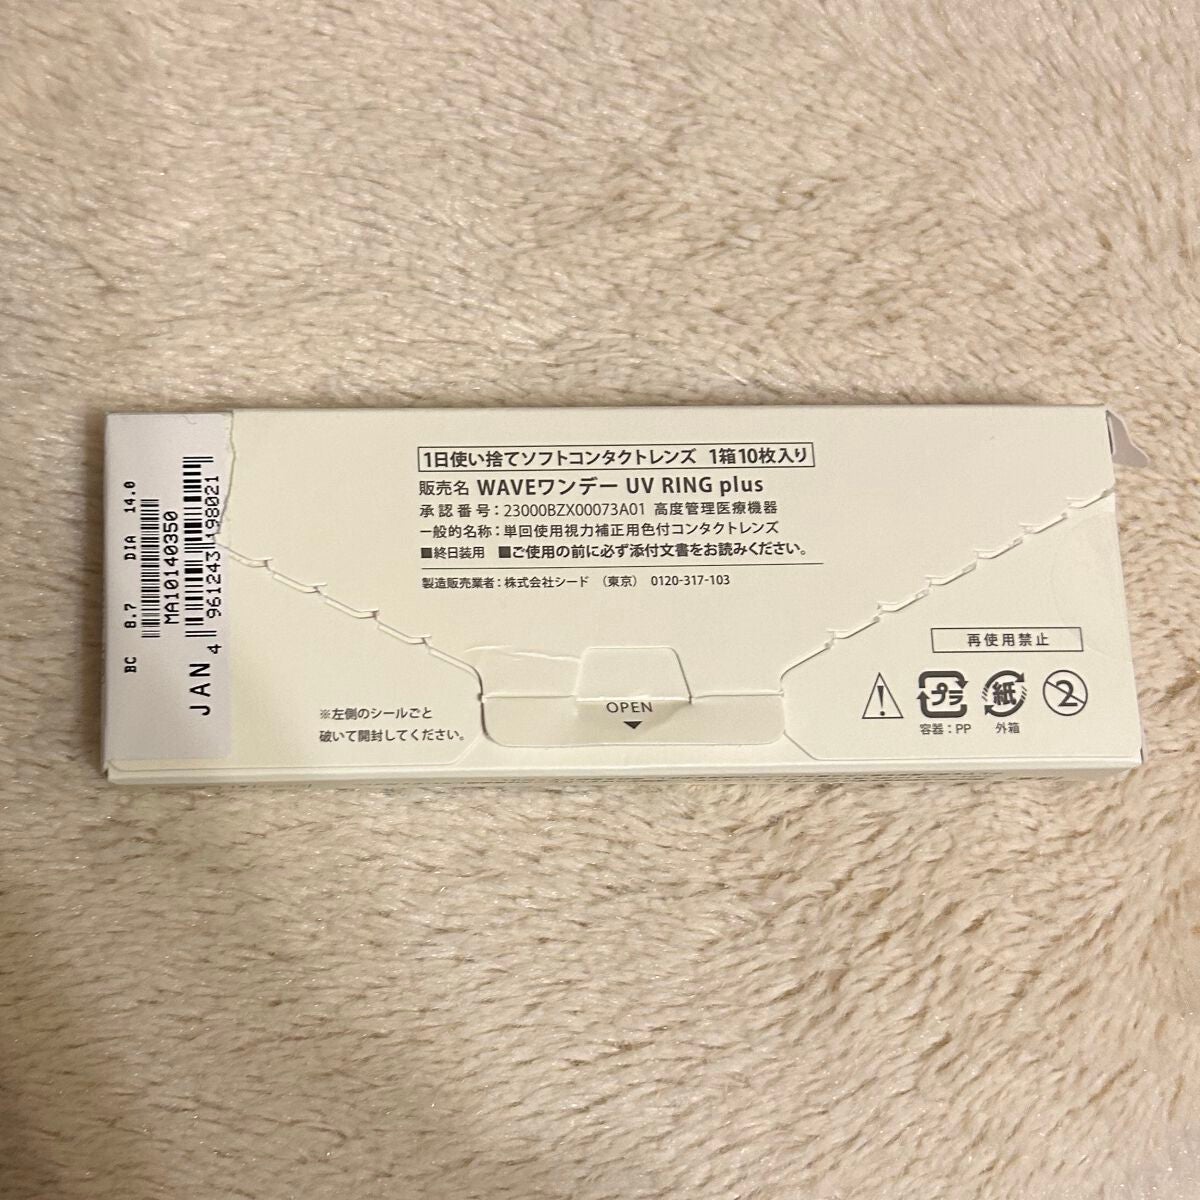 1日使い捨てソフトコンタクトレンズ 1箱10枚入り
販売名 WAVEワンデー UV RING plus
承認番号：23000BZX00073A01 高度管理医療機器
一般的名称：単回使用視力補正用色付コンタクトレンズ
■終日装用 ■ご使用の前に必ず添付文書をお読みください。
製造販売業者：株式会社シード （東京） 0120-317-103
再使用禁止
プラ
紙
2
容器：PP
外箱
OPEN
※左側のシールごと
破いて開封してください。
BC 8.7 DIA 14.0
MA10140350
JAN 4 961243 198021